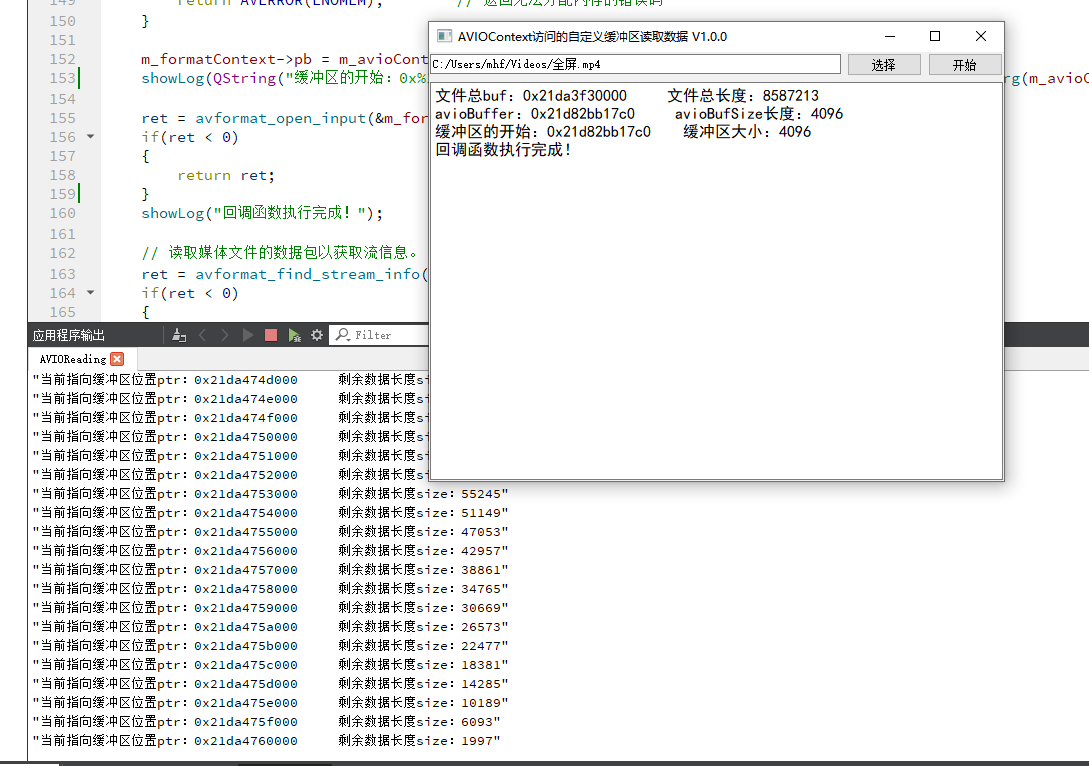 149 return AVERROR(ENOMEM); // 返回无法分配内存的错误码
150 }
151
152 m_formatContext->pb = m_avioCont
153 showLog(QString("缓冲区的开始：0x% rg(m_avioC
154
155 ret = avformat_open_input(&m_for
156 if(ret < 0)
157 {
158 return ret;
159 }
160 showLog("回调函数执行完成！");
161
162 // 读取媒体文件的数据包以获取流信息。
163 ret = avformat_find_stream_info(
164 if(ret < 0)
165 {
AVIOContext访问的自定义缓冲区读取数据 V1.0.0
C:/Users/mhf/Videos/全屏.mp4 选择 开始
文件总buf：0x21da3f30000 文件总长度：8587213
avioBuffer：0x21d82bb17c0 avioBufSize长度：4096
缓冲区的开始：0x21d82bb17c0 缓冲区大小：4096
回调函数执行完成！
应用程序输出 Filter
AVIOReading
"当前指向缓冲区位置ptr：0x21da474d000 剩余数据长度si
"当前指向缓冲区位置ptr：0x21da474e000 剩余数据长度si
"当前指向缓冲区位置ptr：0x21da474f000 剩余数据长度si
"当前指向缓冲区位置ptr：0x21da4750000 剩余数据长度si
"当前指向缓冲区位置ptr：0x21da4751000 剩余数据长度si
"当前指向缓冲区位置ptr：0x21da4752000 剩余数据长度si
"当前指向缓冲区位置ptr：0x21da4753000 剩余数据长度size：55245"
"当前指向缓冲区位置ptr：0x21da4754000 剩余数据长度size：51149"
"当前指向缓冲区位置ptr：0x21da4755000 剩余数据长度size：47053"
"当前指向缓冲区位置ptr：0x21da4756000 剩余数据长度size：42957"
"当前指向缓冲区位置ptr：0x21da4757000 剩余数据长度size：38861"
"当前指向缓冲区位置ptr：0x21da4758000 剩余数据长度size：34765"
"当前指向缓冲区位置ptr：0x21da4759000 剩余数据长度size：30669"
"当前指向缓冲区位置ptr：0x21da475a000 剩余数据长度size：26573"
"当前指向缓冲区位置ptr：0x21da475b000 剩余数据长度size：22477"
"当前指向缓冲区位置ptr：0x21da475c000 剩余数据长度size：18381"
"当前指向缓冲区位置ptr：0x21da475d000 剩余数据长度size：14285"
"当前指向缓冲区位置ptr：0x21da475e000 剩余数据长度size：10189"
"当前指向缓冲区位置ptr：0x21da475f000 剩余数据长度size：6093"
"当前指向缓冲区位置ptr：0x21da4760000 剩余数据长度size：1997"